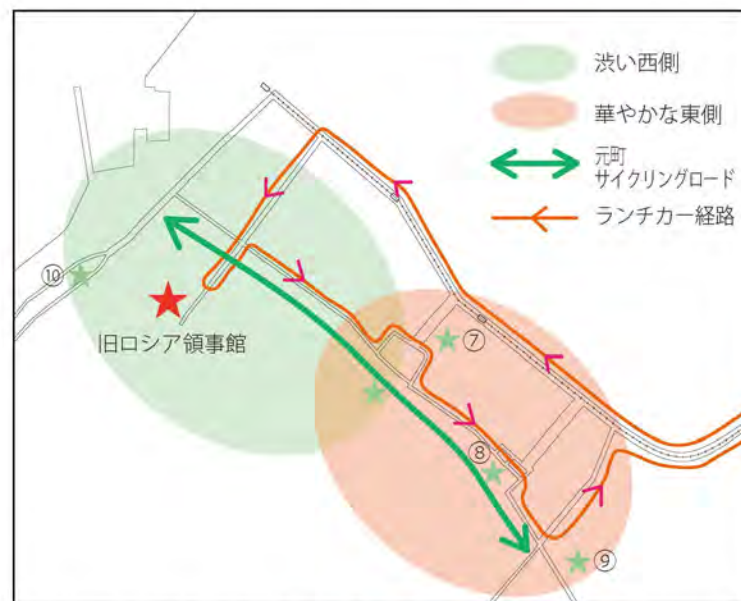 渋い西側
華やかな東側
元町
サイクリングロード
ランチカー経路
⑩
旧ロシア領事館
⑦
⑧
⑨